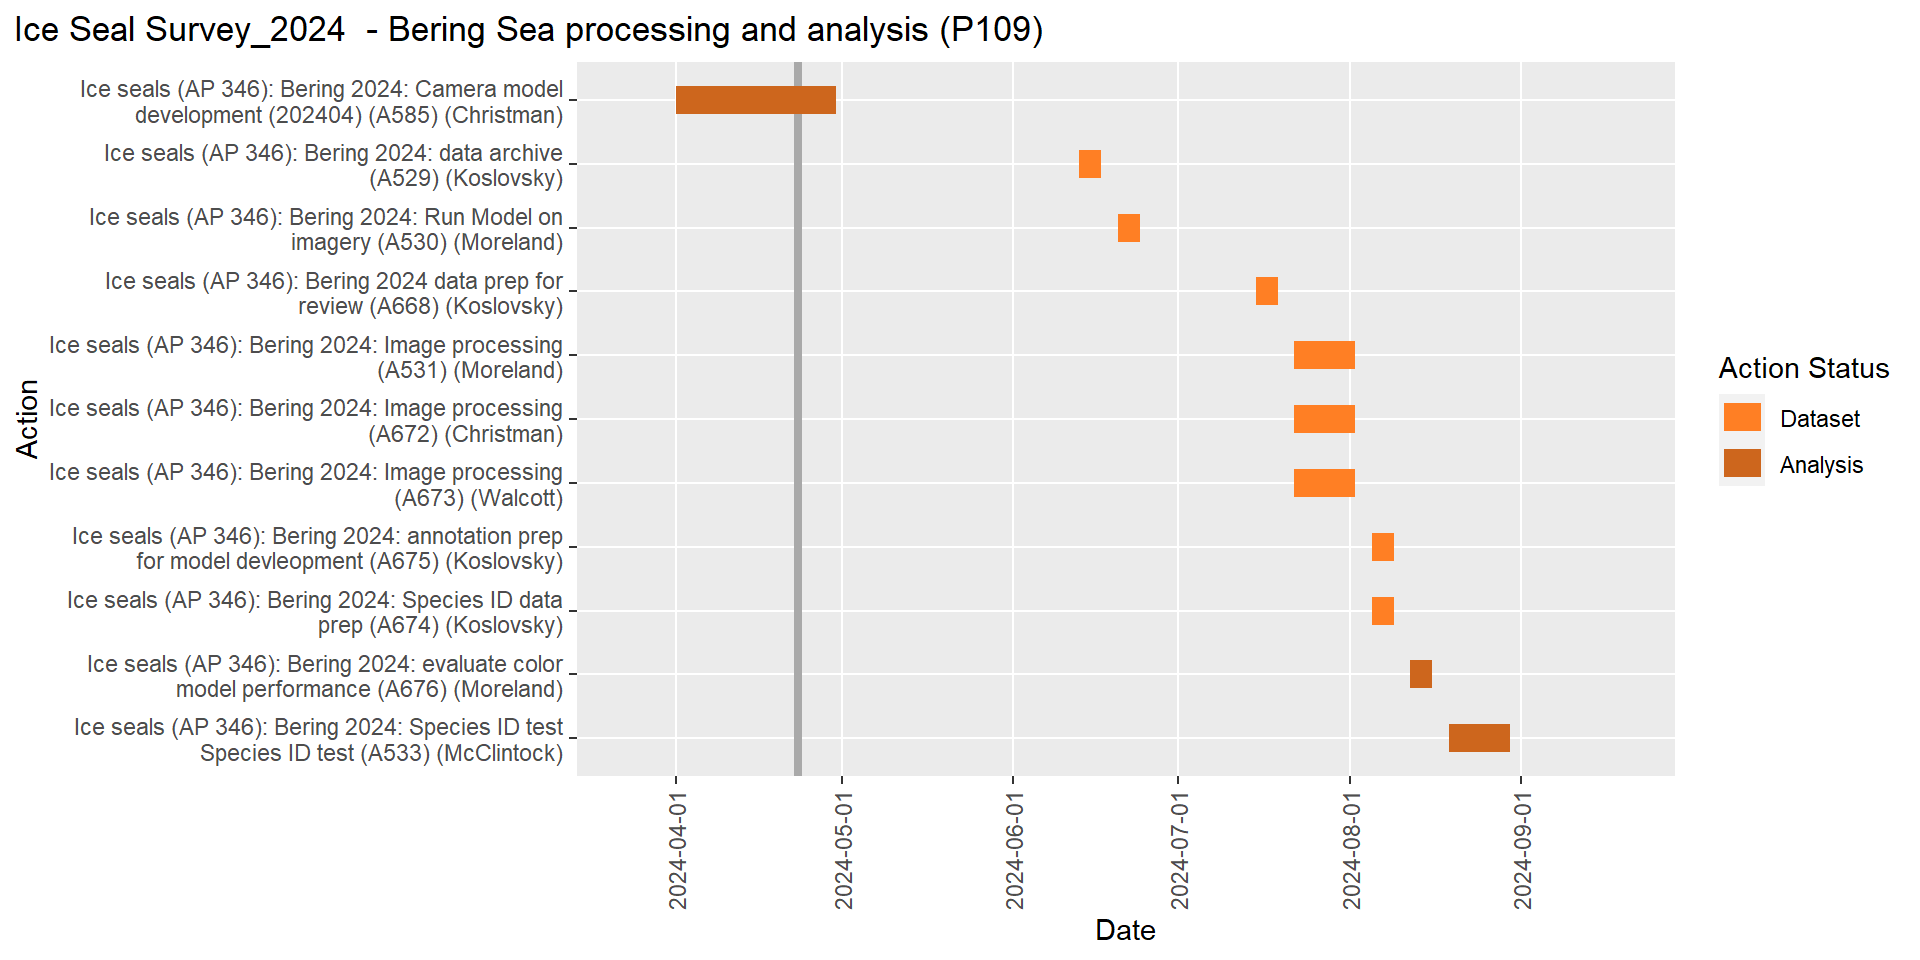 Ice Seal Survey_2024  - Bering Sea processing and analysis (P109)
Action
Ice seals (AP 346): Bering 2024: Camera model
development (202404) (A585) (Christman)
Ice seals (AP 346): Bering 2024: data archive
(A529) (Koslovsky)
Ice seals (AP 346): Bering 2024: Run Model on
imagery (A530) (Moreland)
Ice seals (AP 346): Bering 2024 data prep for
review (A668) (Koslovsky)
Ice seals (AP 346): Bering 2024: Image processing
(A531) (Moreland)
Ice seals (AP 346): Bering 2024: Image processing
(A672) (Christman)
Ice seals (AP 346): Bering 2024: Image processing
(A673) (Walcott)
Ice seals (AP 346): Bering 2024: annotation prep
for model devleopment (A675) (Koslovsky)
Ice seals (AP 346): Bering 2024: Species ID data
prep (A674) (Koslovsky)
Ice seals (AP 346): Bering 2024: evaluate color
model performance (A676) (Moreland)
Ice seals (AP 346): Bering 2024: Species ID test
Species ID test (A533) (McClintock)
2024-04-01
2024-05-01
2024-06-01
2024-07-01
2024-08-01
2024-09-01
Date
Action Status
Dataset
Analysis